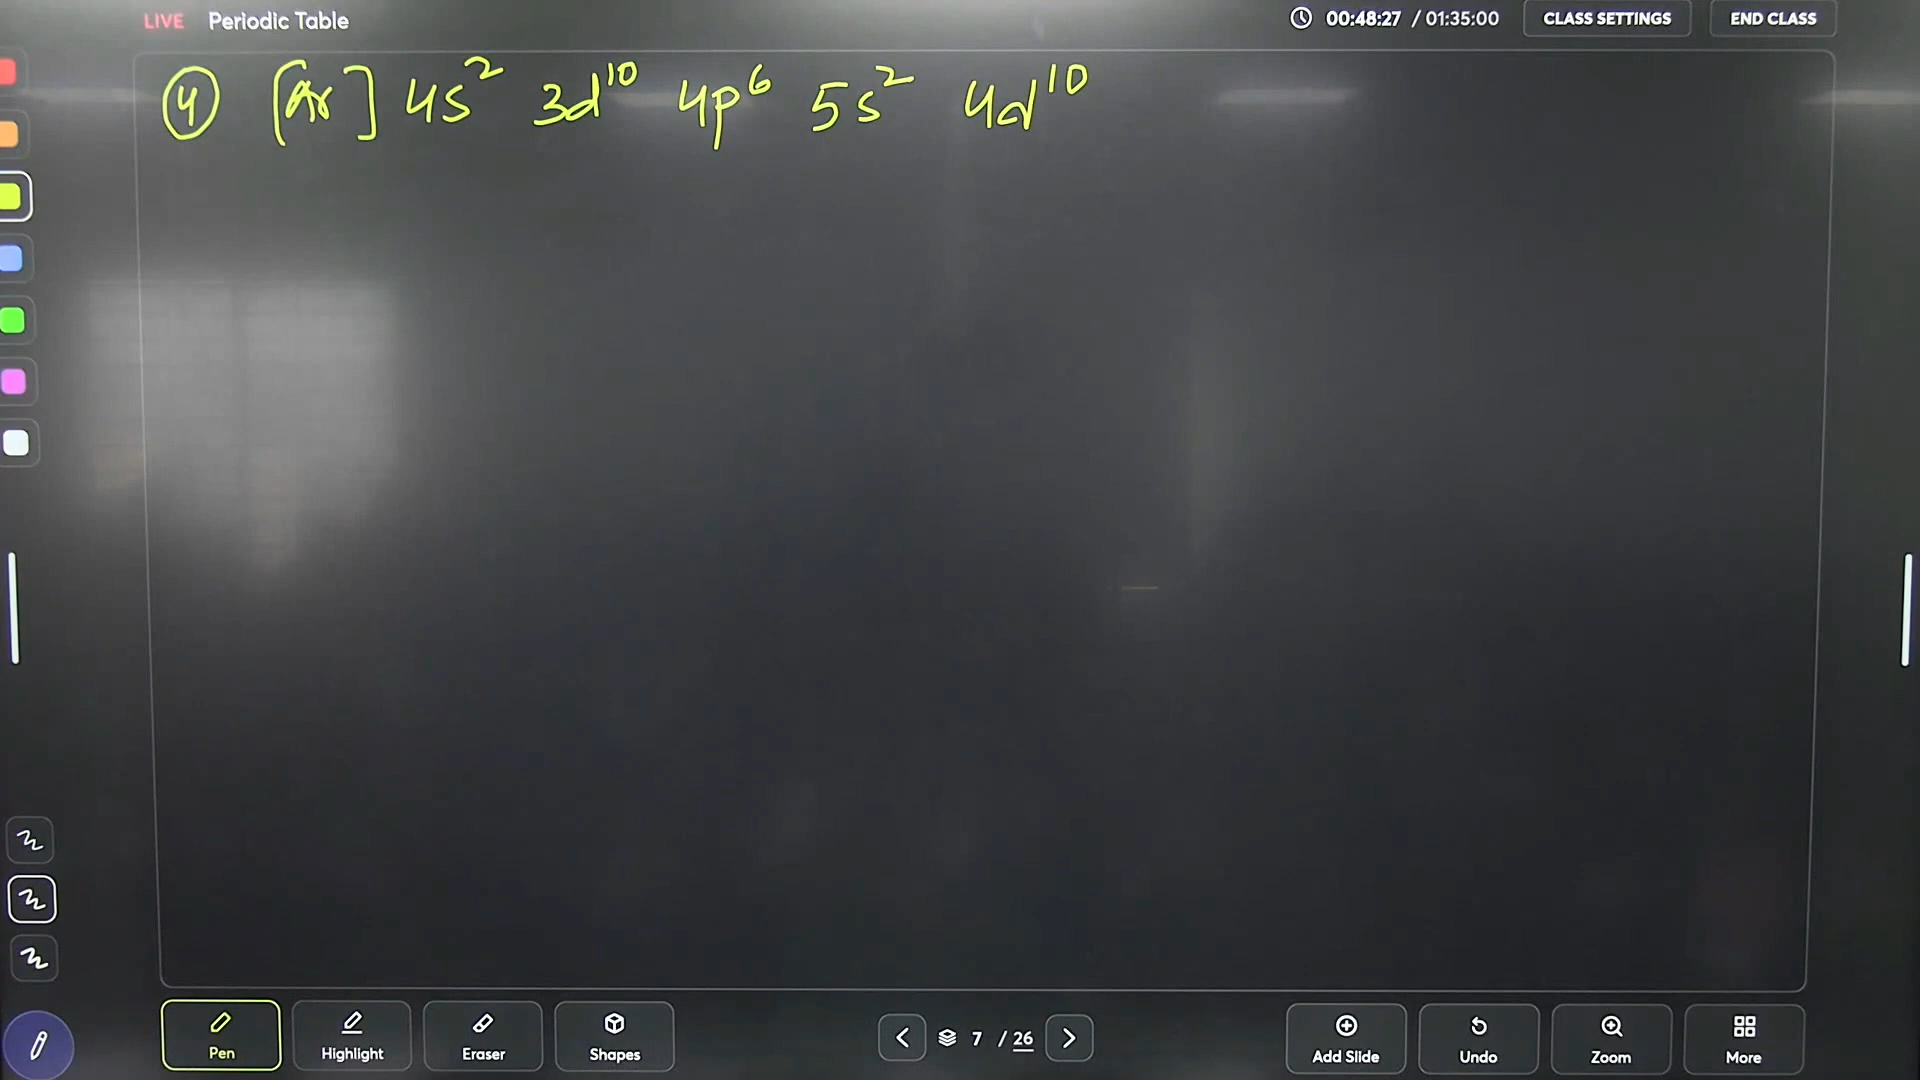 LIVE Periodic Table 00:48:27 / 01:35:00 CLASS SETTINGS END CLASS
④ [Ar] 4s² 3d¹⁰ 4p⁶ 5s² 4d¹⁰
Pen Highlight Eraser Shapes 7 / 26 Add Slide Undo Zoom More